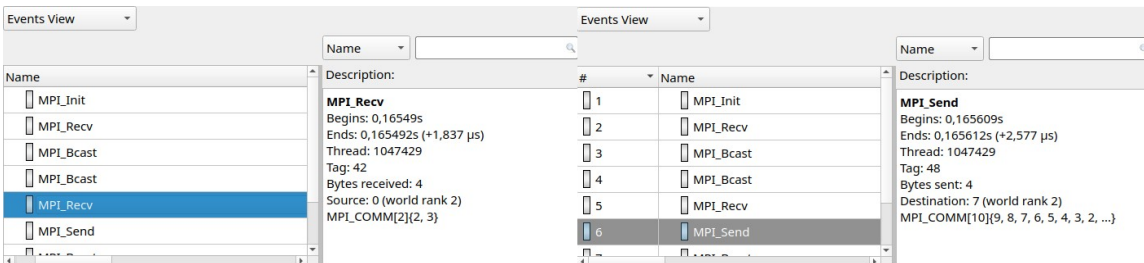 Events View
Name
Name
Description:
MPI_Init
MPI_Recv
MPI_Bcast
MPI_Bcast
MPI_Recv
MPI_Send
MPI_Recv
Begins: 0,16549s
Ends: 0,165492s (+1,837 µs)
Thread: 1047429
Tag: 42
Bytes received: 4
Source: 0 (world rank 2)
MPI_COMM[2]{2, 3}
Events View
Name
# Name
Description:
1 MPI_Init
2 MPI_Recv
3 MPI_Bcast
4 MPI_Bcast
5 MPI_Recv
6 MPI_Send
MPI_Send
Begins: 0,165609s
Ends: 0,165612s (+2,577 µs)
Thread: 1047429
Tag: 48
Bytes sent: 4
Destination: 7 (world rank 2)
MPI_COMM[10]{9, 8, 7, 6, 5, 4, 3, 2, ...}